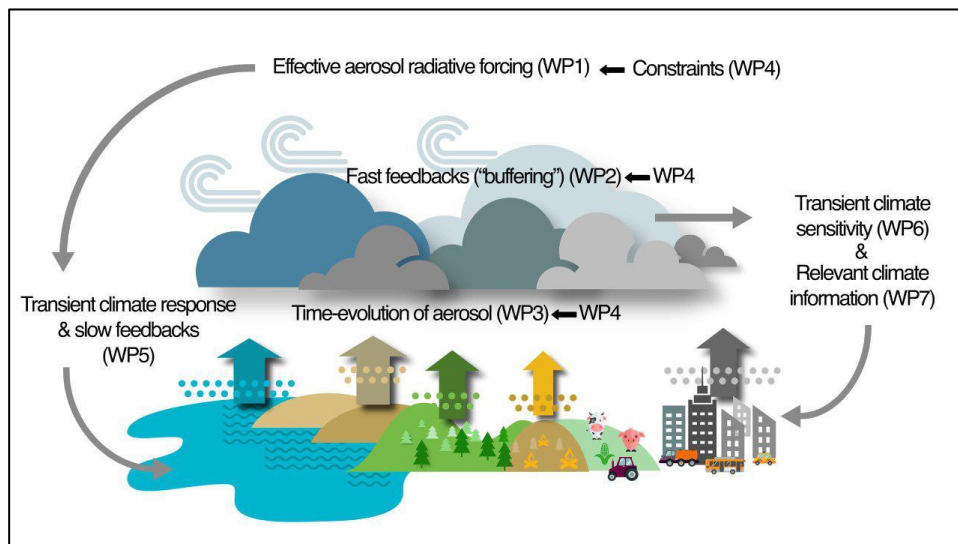 Effective aerosol radiative forcing (WP1) ← Constraints (WP4)
Fast feedbacks (“buffering”) (WP2) ← WP4
Transient climate
sensitivity (WP6)
&
Relevant climate
information (WP7)
Transient climate response
& slow feedbacks
(WP5)
Time-evolution of aerosol (WP3) ← WP4